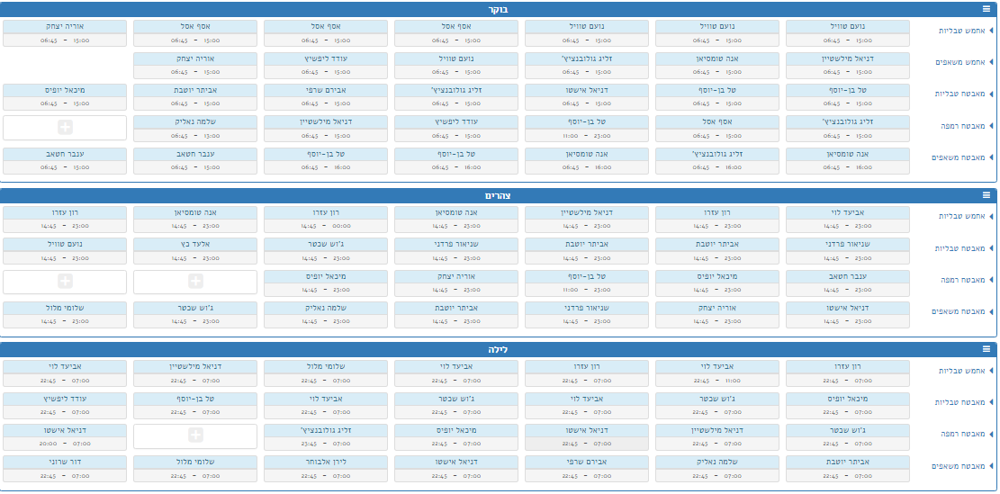 בוקר
אחמש טבליות נועם טוויל נועם טוויל נועם טוויל אסף אסל אסף אסל אסף אסל אוריה יצחק
06:45 - 15:00 06:45 - 15:00 06:45 - 15:00 06:45 - 15:00 06:45 - 15:00 06:45 - 15:00 06:45 - 15:00
אחמש משאפים דניאל מילשטיין אנה טומסיאן זליג גולובנציץ' נועם טוויל עודד ליפשיץ אוריה יצחק
06:45 - 15:00 06:45 - 15:00 06:45 - 15:00 06:45 - 15:00 06:45 - 15:00 06:45 - 15:00
מאבטח טבליות טל בן-יוסף טל בן-יוסף דניאל אישטו זליג גולובנציץ' אבירם שרפי אביתר יוטבת מיכאל יופיס
06:45 - 15:00 06:45 - 15:00 06:45 - 15:00 06:45 - 15:00 06:45 - 15:00 06:45 - 15:00 06:45 - 15:00
מאבטח רמפה זליג גולובנציץ' אסף אסל טל בן-יוסף עודד ליפשיץ דניאל מילשטיין שלמה נאליק
06:45 - 15:00 06:45 - 15:00 11:00 - 23:00 06:45 - 15:00 06:45 - 15:00 06:45 - 13:00
מאבטח משאפים אנה טומסיאן זליג גולובנציץ' אנה טומסיאן טל בן-יוסף טל בן-יוסף ענבר חטאב ענבר חטאב
06:45 - 16:00 06:45 - 16:00 06:45 - 16:00 06:45 - 16:00 06:45 - 16:00 06:45 - 15:00 06:45 - 15:00
צהרים
אחמש טבליות אביעד לוי רון עזרו דניאל מילשטיין אנה טומסיאן רון עזרו אנה טומסיאן רון עזרו
14:45 - 23:00 14:45 - 23:00 14:45 - 23:00 14:45 - 23:00 14:45 - 00:00 14:45 - 23:00 14:45 - 23:00
מאבטח טבליות שניאור פרדני אביתר יוטבת אביתר יוטבת שניאור פרדני ג'וש שכטר אלעד כץ נועם טוויל
14:45 - 23:00 14:45 - 23:00 14:45 - 23:00 14:45 - 23:00 14:45 - 23:00 14:45 - 23:00 14:45 - 23:00
מאבטח רמפה ענבר חטאב מיכאל יופיס טל בן-יוסף אוריה יצחק מיכאל יופיס
14:45 - 23:00 14:45 - 23:00 11:00 - 23:00 14:45 - 23:00 14:45 - 23:00
מאבטח משאפים דניאל אישטו אוריה יצחק שניאור פרדני אביתר יוטבת שלמה נאליק ג'וש שכטר שלומי מלול
14:45 - 23:00 14:45 - 23:00 14:45 - 23:00 14:45 - 23:00 14:45 - 23:00 14:45 - 23:00 14:45 - 23:00
לילה
אחמש טבליות רון עזרו אביעד לוי רון עזרו אביעד לוי שלומי מלול דניאל מילשטיין אביעד לוי
22:45 - 07:00 22:45 - 11:00 22:45 - 07:00 22:45 - 07:00 22:45 - 07:00 22:45 - 07:00 22:45 - 07:00
מאבטח טבליות מיכאל יופיס ג'וש שכטר אביעד לוי ג'וש שכטר אביעד לוי טל בן-יוסף עודד ליפשיץ
22:45 - 07:00 22:45 - 07:00 22:45 - 07:00 22:45 - 07:00 22:45 - 07:00 22:45 - 07:00 22:45 - 07:00
מאבטח רמפה ג'וש שכטר דניאל מילשטיין דניאל אישטו מיכאל יופיס זליג גולובנציץ' דניאל אישטו
22:45 - 07:00 22:45 - 07:00 22:45 - 07:00 22:45 - 07:00 23:45 - 07:00 20:00 - 07:00
מאבטח משאפים אביתר יוטבת שלמה נאליק אבירם שרפי דניאל אישטו לירן אלבוחר שלומי מלול דור שרוני
22:45 - 07:00 22:45 - 07:00 22:45 - 07:00 22:45 - 07:00 22:45 - 07:00 22:45 - 07:00 22:45 - 07:00